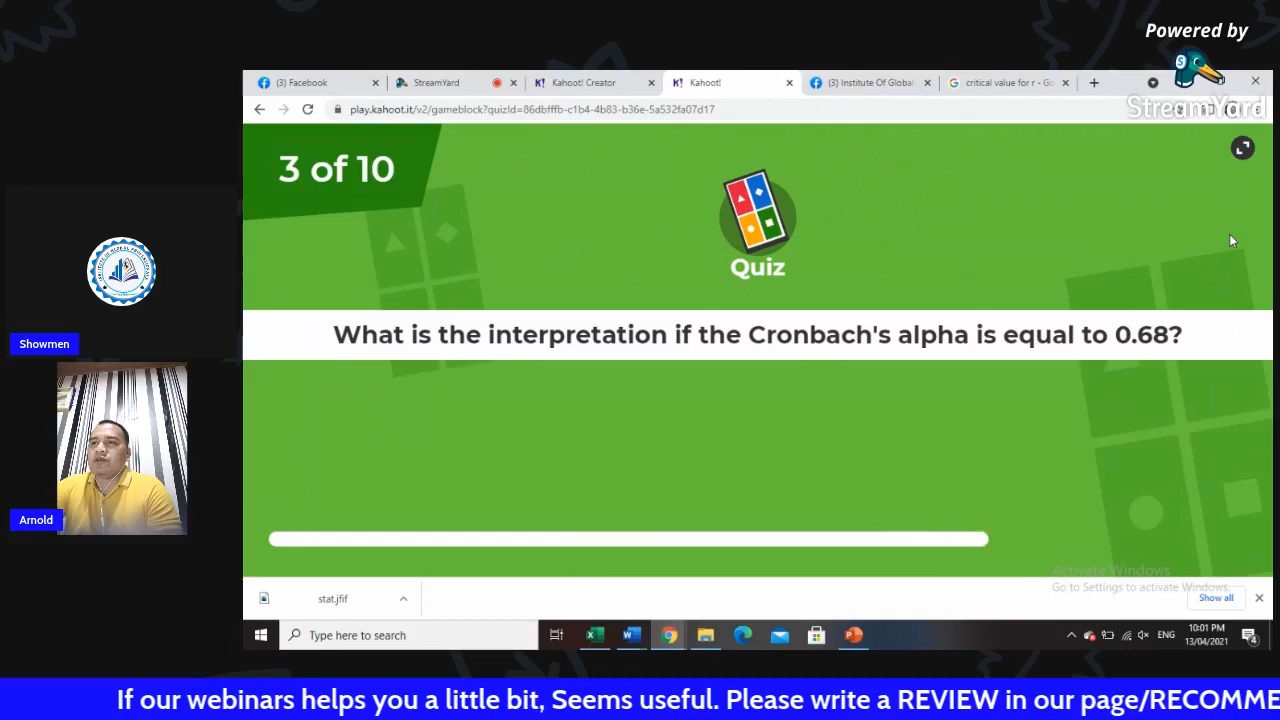 Powered by
StreamYard
(3) Facebook
StreamYard
Kahoot! Creator
Kahoot!
(3) Institute Of Global
critical value for r - Go
play.kahoot.it/v2/gameblock?quizId=86dbfffb-c1b4-4b83-b36e-5a532fa07d17
3 of 10
Quiz
What is the interpretation if the Cronbach's alpha is equal to 0.68?
Showmen
Arnold
Activate Windows
Go to Settings to activate Windows.
stat.jfif
Show all
Type here to search
ENG
10:01 PM
13/04/2021
4
If our webinars helps you a little bit, Seems useful. Please write a REVIEW in our page/RECOMME